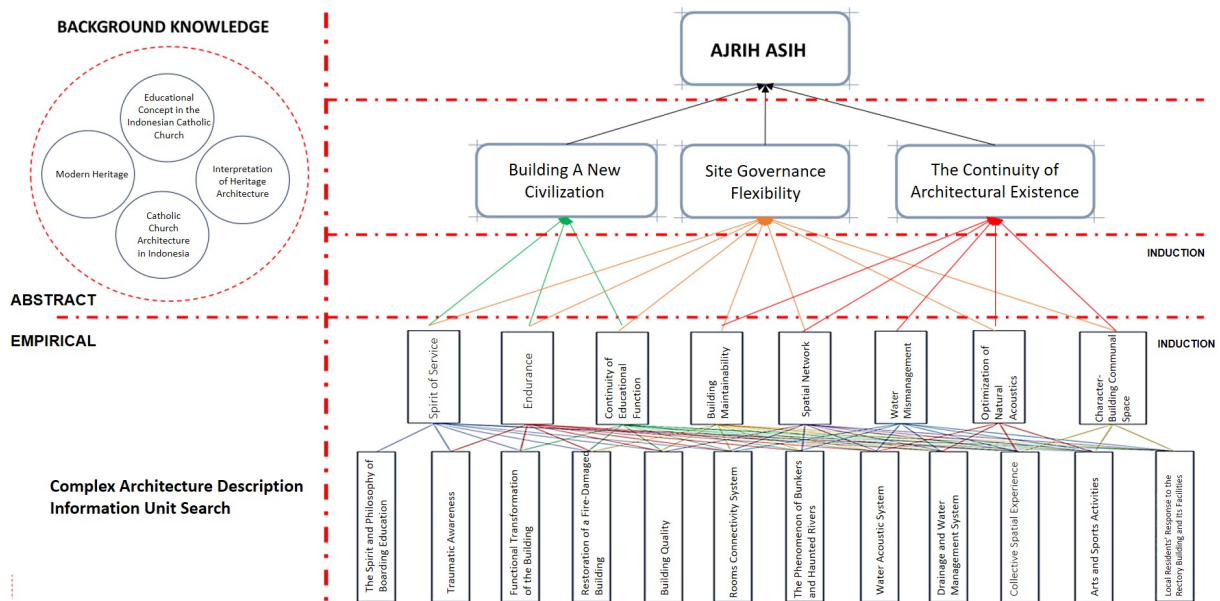 BACKGROUND KNOWLEDGE
Educational
Concept in the
Indonesian Catholic
Church
Modern Heritage
Interpretation
of Heritage
Architecture
Catholic
Church
Architecture
in Indonesia
ABSTRACT
EMPIRICAL
Complex Architecture Description
Information Unit Search
AJRIH ASIH
Building A New
Civilization
Site Governance
Flexibility
The Continuity of
Architectural Existence
INDUCTION
INDUCTION
Spirit of Service
Endurance
Continuity of
Educational
Function
Building
Maintainability
Spatial Network
Water
Mismanagement
Optimization of
Natural
Acoustics
Character-
Building Communal
Space
The Spirit and Philosophy of
Boarding Education
Traumatic Awareness
Functional Transformation
of the Building
Restoration of a Fire-Damaged
Building
Building Quality
Rooms Connectivity System
The Phenomenon of Bunkers
and Haunted Rivers
Water Acoustic System
Drainage and Water
Management System
Collective Spatial Experience
Arts and Sports Activities
Local Residents' Response to the
Rectory Building and Its Facilities